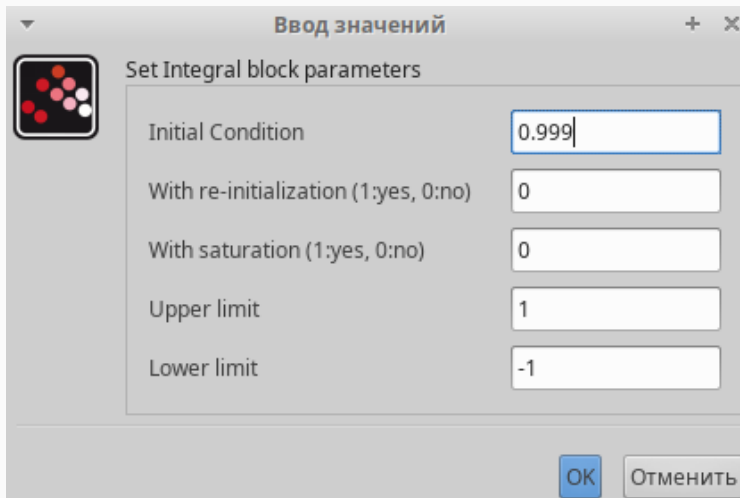 Ввод значений
Set Integral block parameters
Initial Condition 0.999
With re-initialization (1:yes, 0:no) 0
With saturation (1:yes, 0:no) 0
Upper limit 1
Lower limit -1
OK Отменить